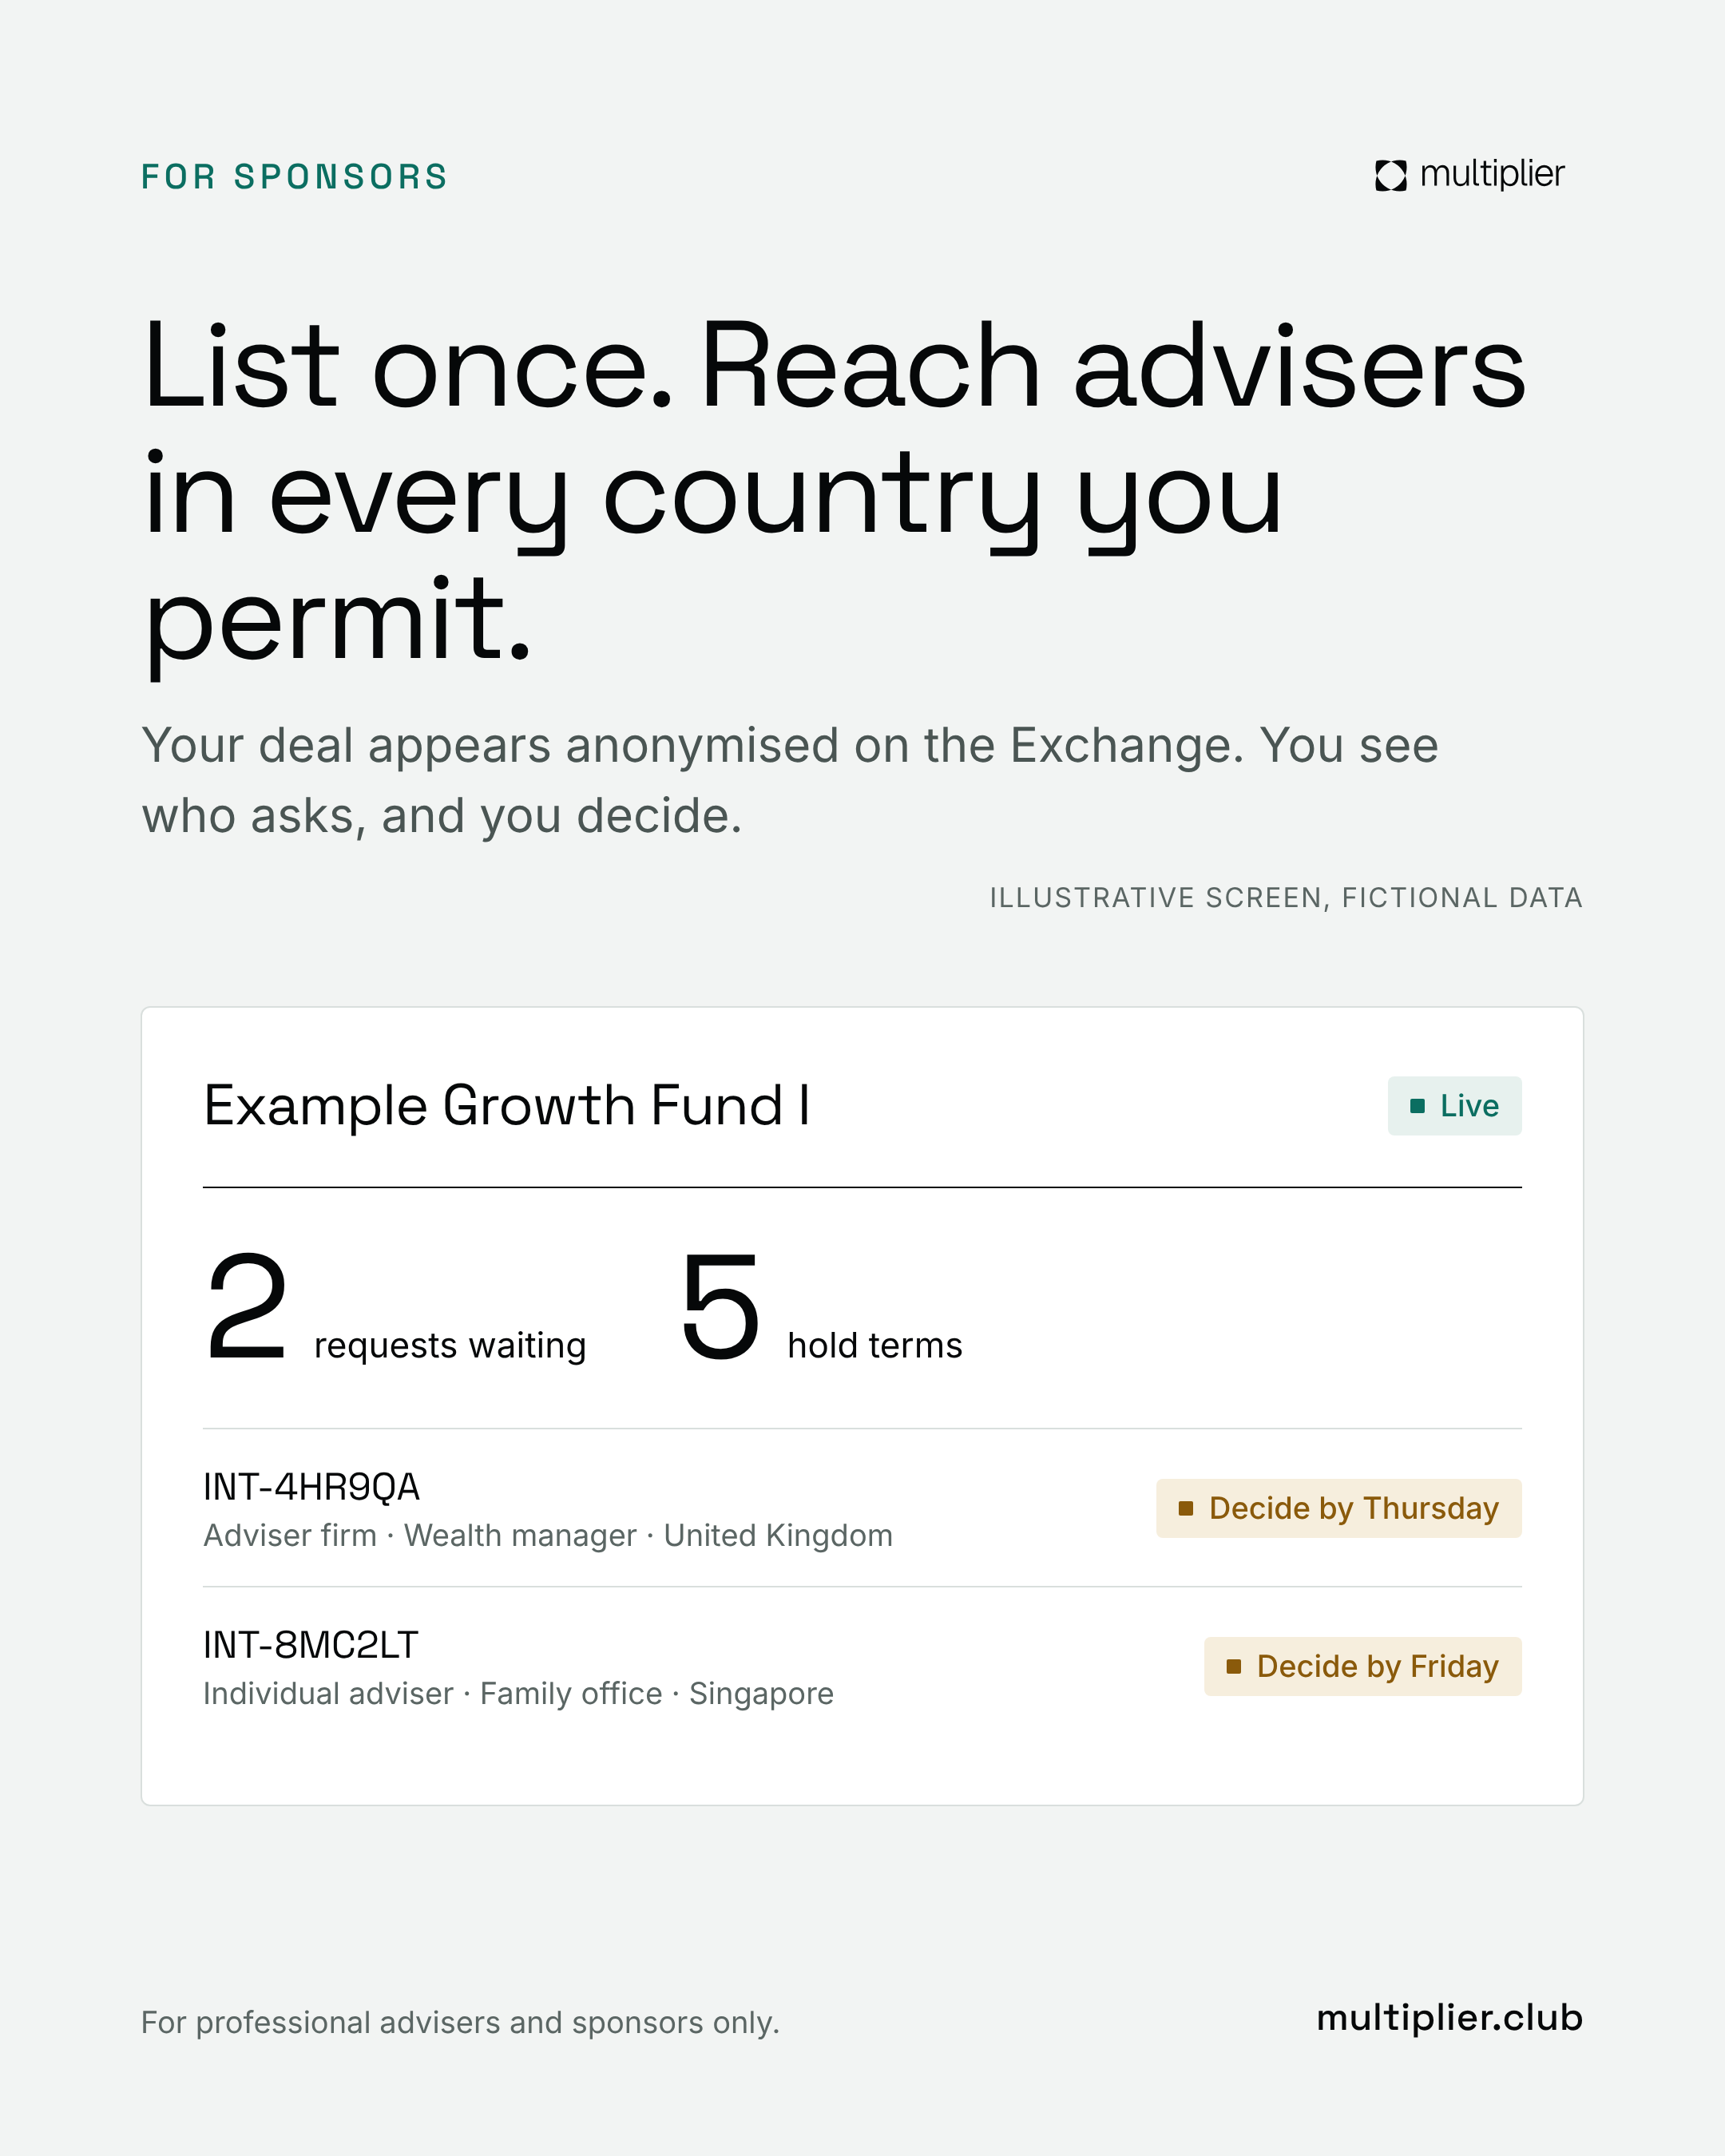 FOR SPONSORS
multiplier
List once. Reach advisers
in every country you
permit.
Your deal appears anonymised on the Exchange. You see
who asks, and you decide.
ILLUSTRATIVE SCREEN, FICTIONAL DATA
Example Growth Fund I
Live
2 requests waiting
5 hold terms
INT-4HR9QA
Adviser firm · Wealth manager · United Kingdom
Decide by Thursday
INT-8MC2LT
Individual adviser · Family office · Singapore
Decide by Friday
For professional advisers and sponsors only.
multiplier.club